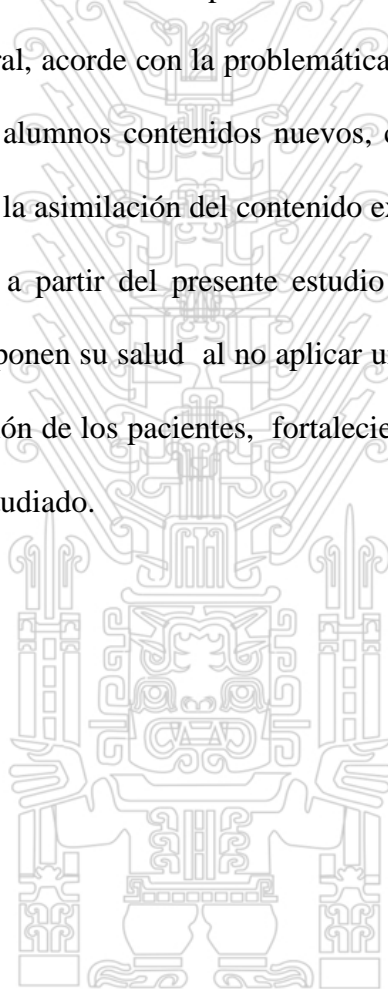 ral, acorde con la problemática
alumnos contenidos nuevos,
la asimilación del contenido
a partir del presente estudio
ponen su salud al no aplicar
ón de los pacientes, fortalecie
udiado.